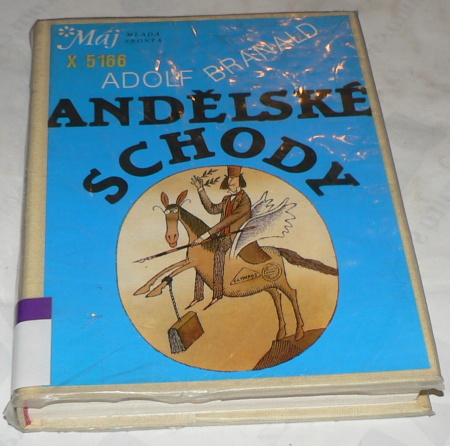 Máj MLADÁ
FRONTA
X 5166
ADOLF BRANALD
ANDĚLSKÉ
SCHODY